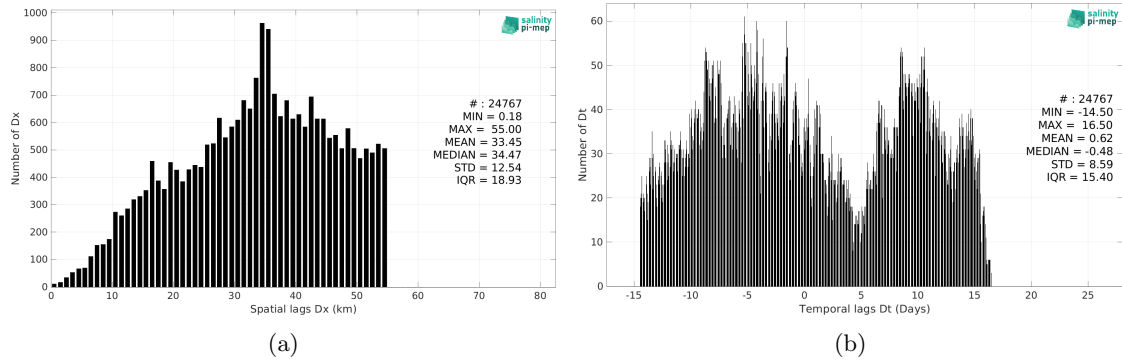 1000
900
800
700
600
500
400
300
200
100
0
Number of Dx
0 10 20 30 40 50 60 70 80
Spatial lags Dx (km)
salinity
pi-mep
# : 24767
MIN = 0.18
MAX = 55.00
MEAN = 33.45
MEDIAN = 34.47
STD = 12.54
IQR = 18.93
(a)
60
50
40
30
20
10
0
Number of Dt
-15 -10 -5 0 5 10 15 20 25
Temporal lags Dt (Days)
salinity
pi-mep
# : 24767
MIN = -14.50
MAX = 16.50
MEAN = 0.62
MEDIAN = -0.48
STD = 8.59
IQR = 15.40
(b)